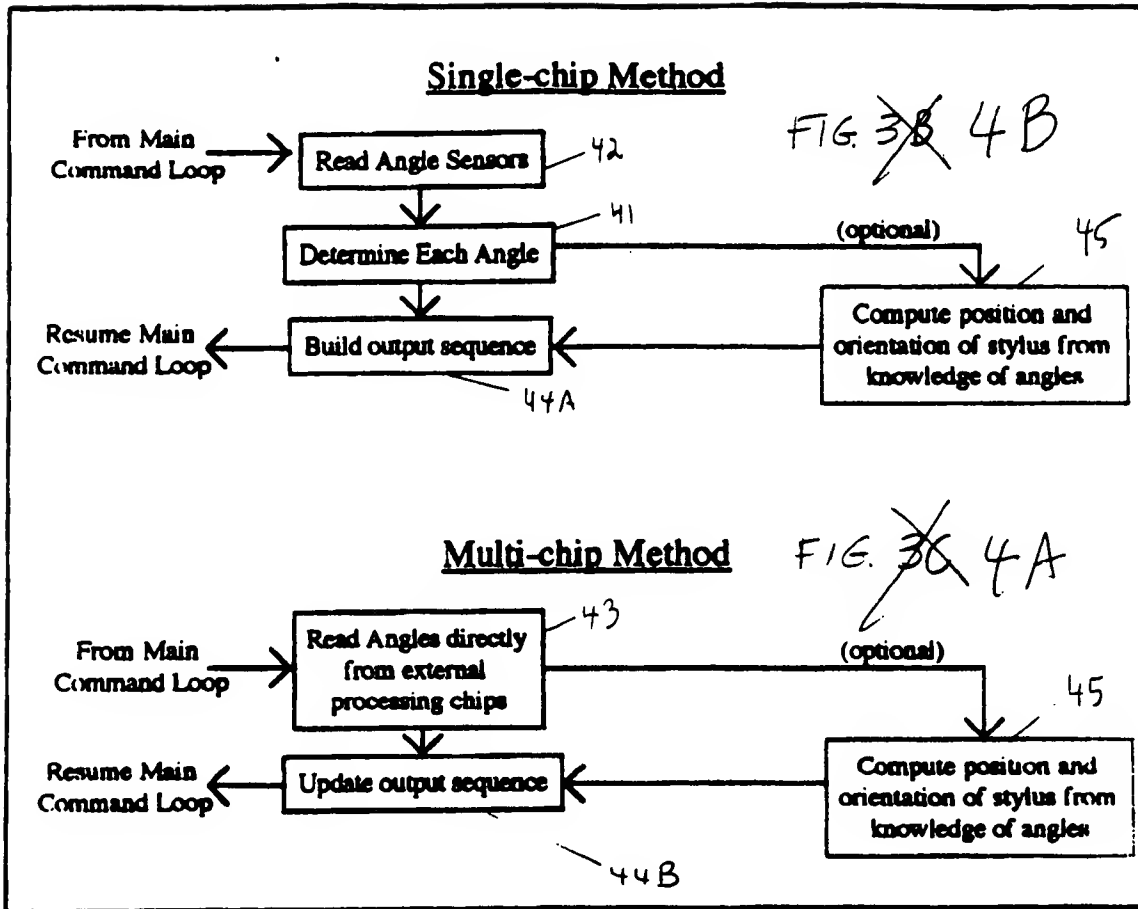 Single-chip Method
FIG. 3B 4B
From Main
Command Loop
Read Angle Sensors
42
41
Determine Each Angle
(optional)
45
Resume Main
Command Loop
Build output sequence
44A
Compute position and
orientation of stylus from
knowledge of angles
Multi-chip Method
FIG. 3C 4A
43
From Main
Command Loop
Read Angles directly
from external
processing chips
(optional)
45
Resume Main
Command Loop
Update output sequence
44B
Compute position and
orientation of stylus from
knowledge of angles